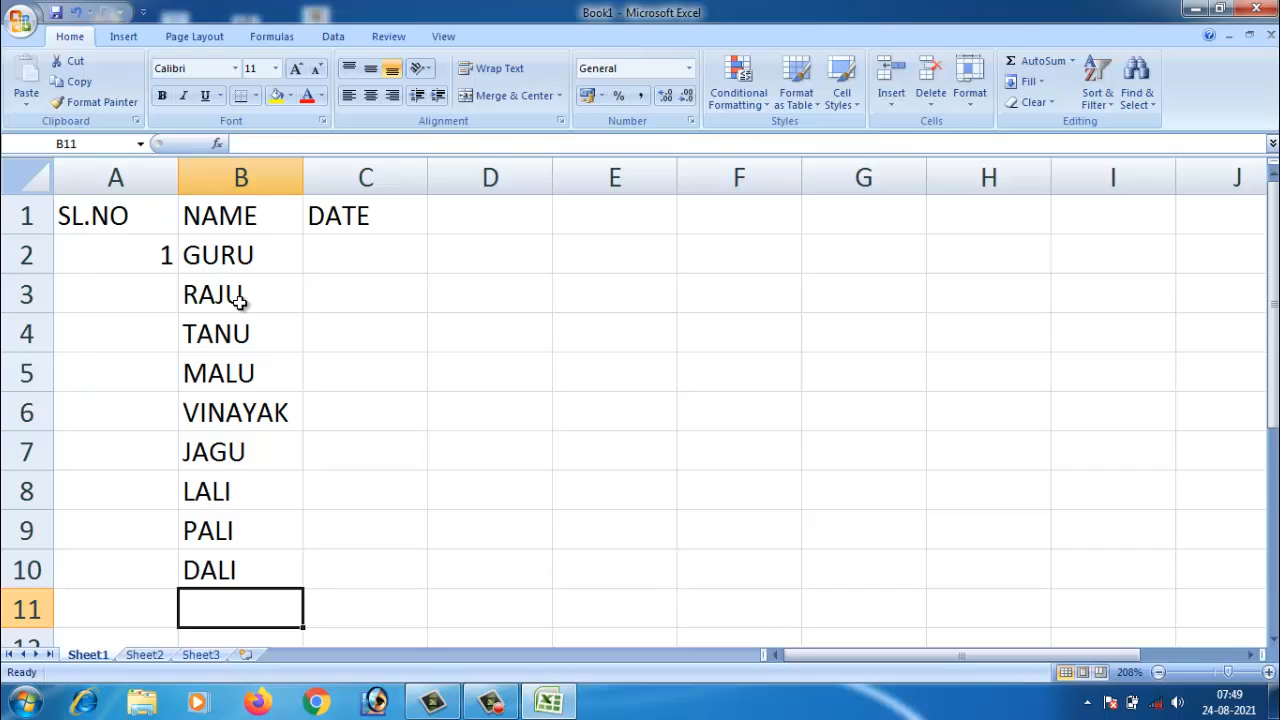 Book1 - Microsoft Excel
Home Insert Page Layout Formulas Data Review View
Paste
Cut
Copy
Format Painter
Clipboard
Calibri 11
B I U
Font
Wrap Text
Merge & Center
Alignment
General
% ,
Number
Conditional Formatting
Format as Table
Cell Styles
Styles
Insert Delete Format
Cells
Σ AutoSum
Fill
Clear
Sort & Filter
Find & Select
Editing
B11 fx
A B C D E F G H I J
1 SL.NO NAME DATE
2 1 GURU
3 RAJU
4 TANU
5 MALU
6 VINAYAK
7 JAGU
8 LALI
9 PALI
10 DALI
11
12
Sheet1 Sheet2 Sheet3
Ready 208%
07:49
24-08-2021